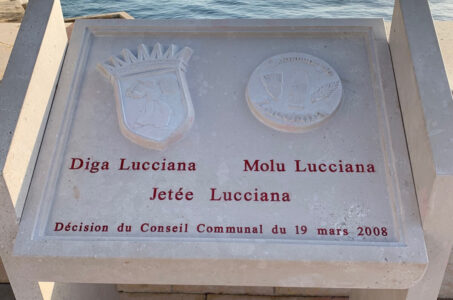 Diga Lucciana Molu Lucciana
Jetée Lucciana
Décision du Conseil Communal du 19 mars 2008